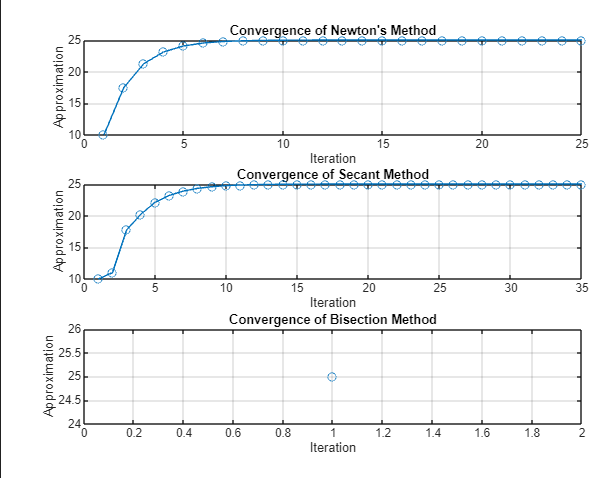 Convergence of Newton's Method
25
20
15
10
Approximation
0 5 10 15 20 25
Iteration
Convergence of Secant Method
25
20
15
10
Approximation
0 5 10 15 20 25 30 35
Iteration
Convergence of Bisection Method
26
25.5
25
24.5
24
Approximation
0 0.2 0.4 0.6 0.8 1 1.2 1.4 1.6 1.8 2
Iteration